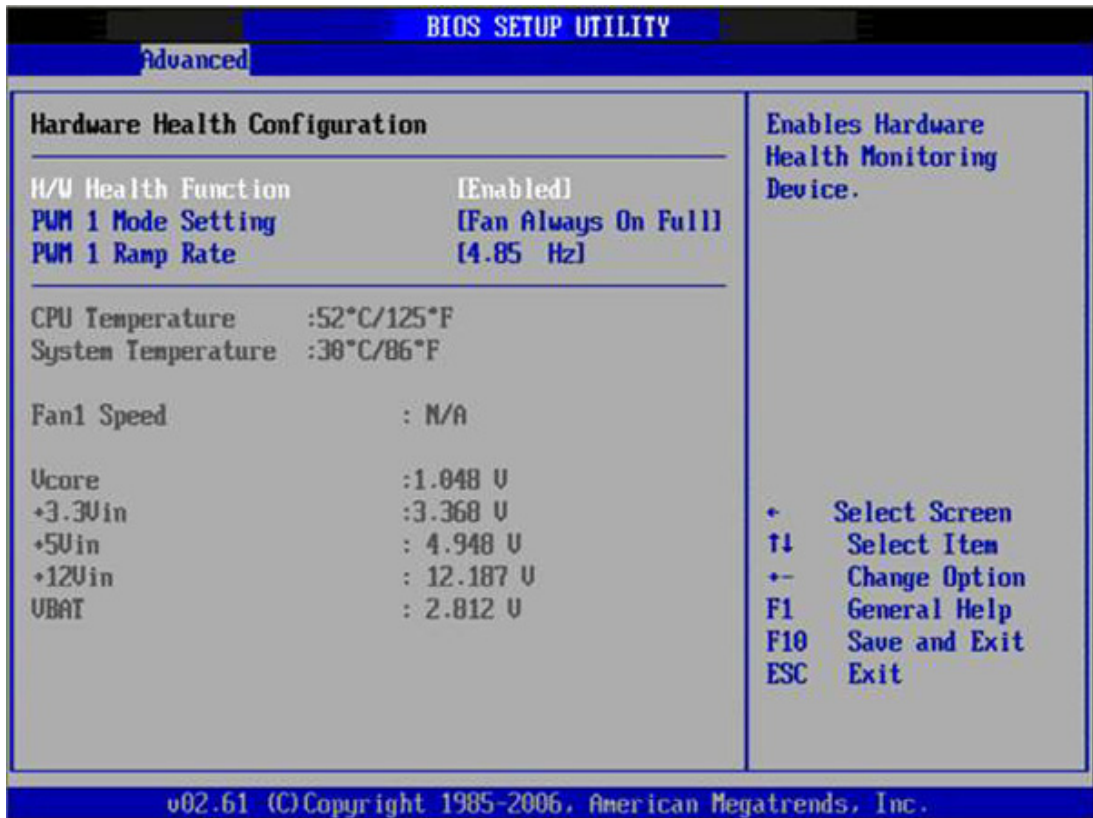 BIOS SETUP UTILITY
Advanced
Hardware Health Configuration
H/W Health Function [Enabled]
PWM 1 Mode Setting [Fan Always On Full]
PWM 1 Ramp Rate [4.85 Hz]
CPU Temperature :52°C/125°F
System Temperature :30°C/86°F
Fan1 Speed : N/A
Vcore :1.048 V
+3.3Vin :3.368 V
+5Vin : 4.948 V
+12Vin : 12.187 V
VBAT : 2.812 V
Enables Hardware
Health Monitoring
Device.
← Select Screen
↑↓ Select Item
+- Change Option
F1 General Help
F10 Save and Exit
ESC Exit
v02.61 (C)Copyright 1985-2006, American Megatrends, Inc.